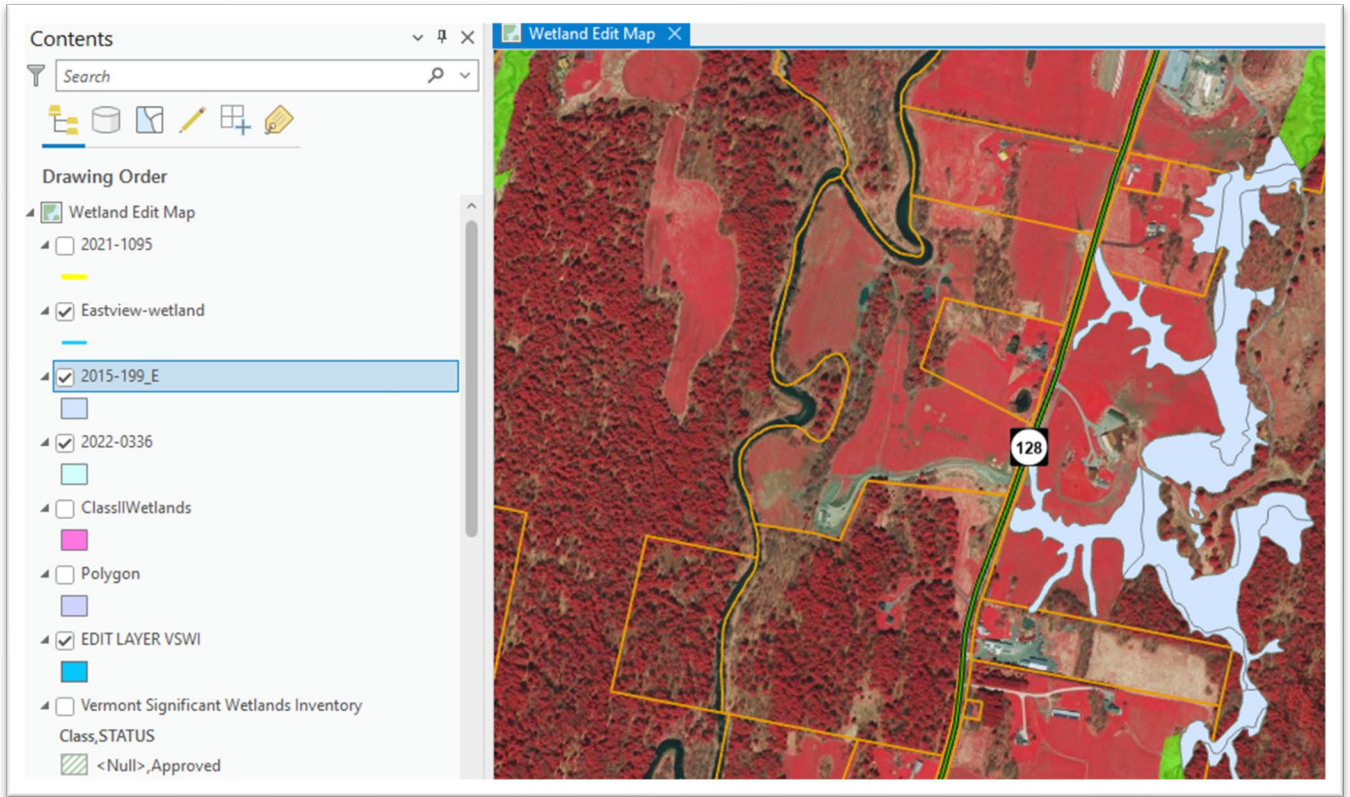 Contents
Search
Drawing Order
Wetland Edit Map
2021-1095
Eastview-wetland
2015-199_E
2022-0336
ClassIIWetlands
Polygon
EDIT LAYER VSWI
Vermont Significant Wetlands Inventory
Class,STATUS
<Null>,Approved
Wetland Edit Map
128